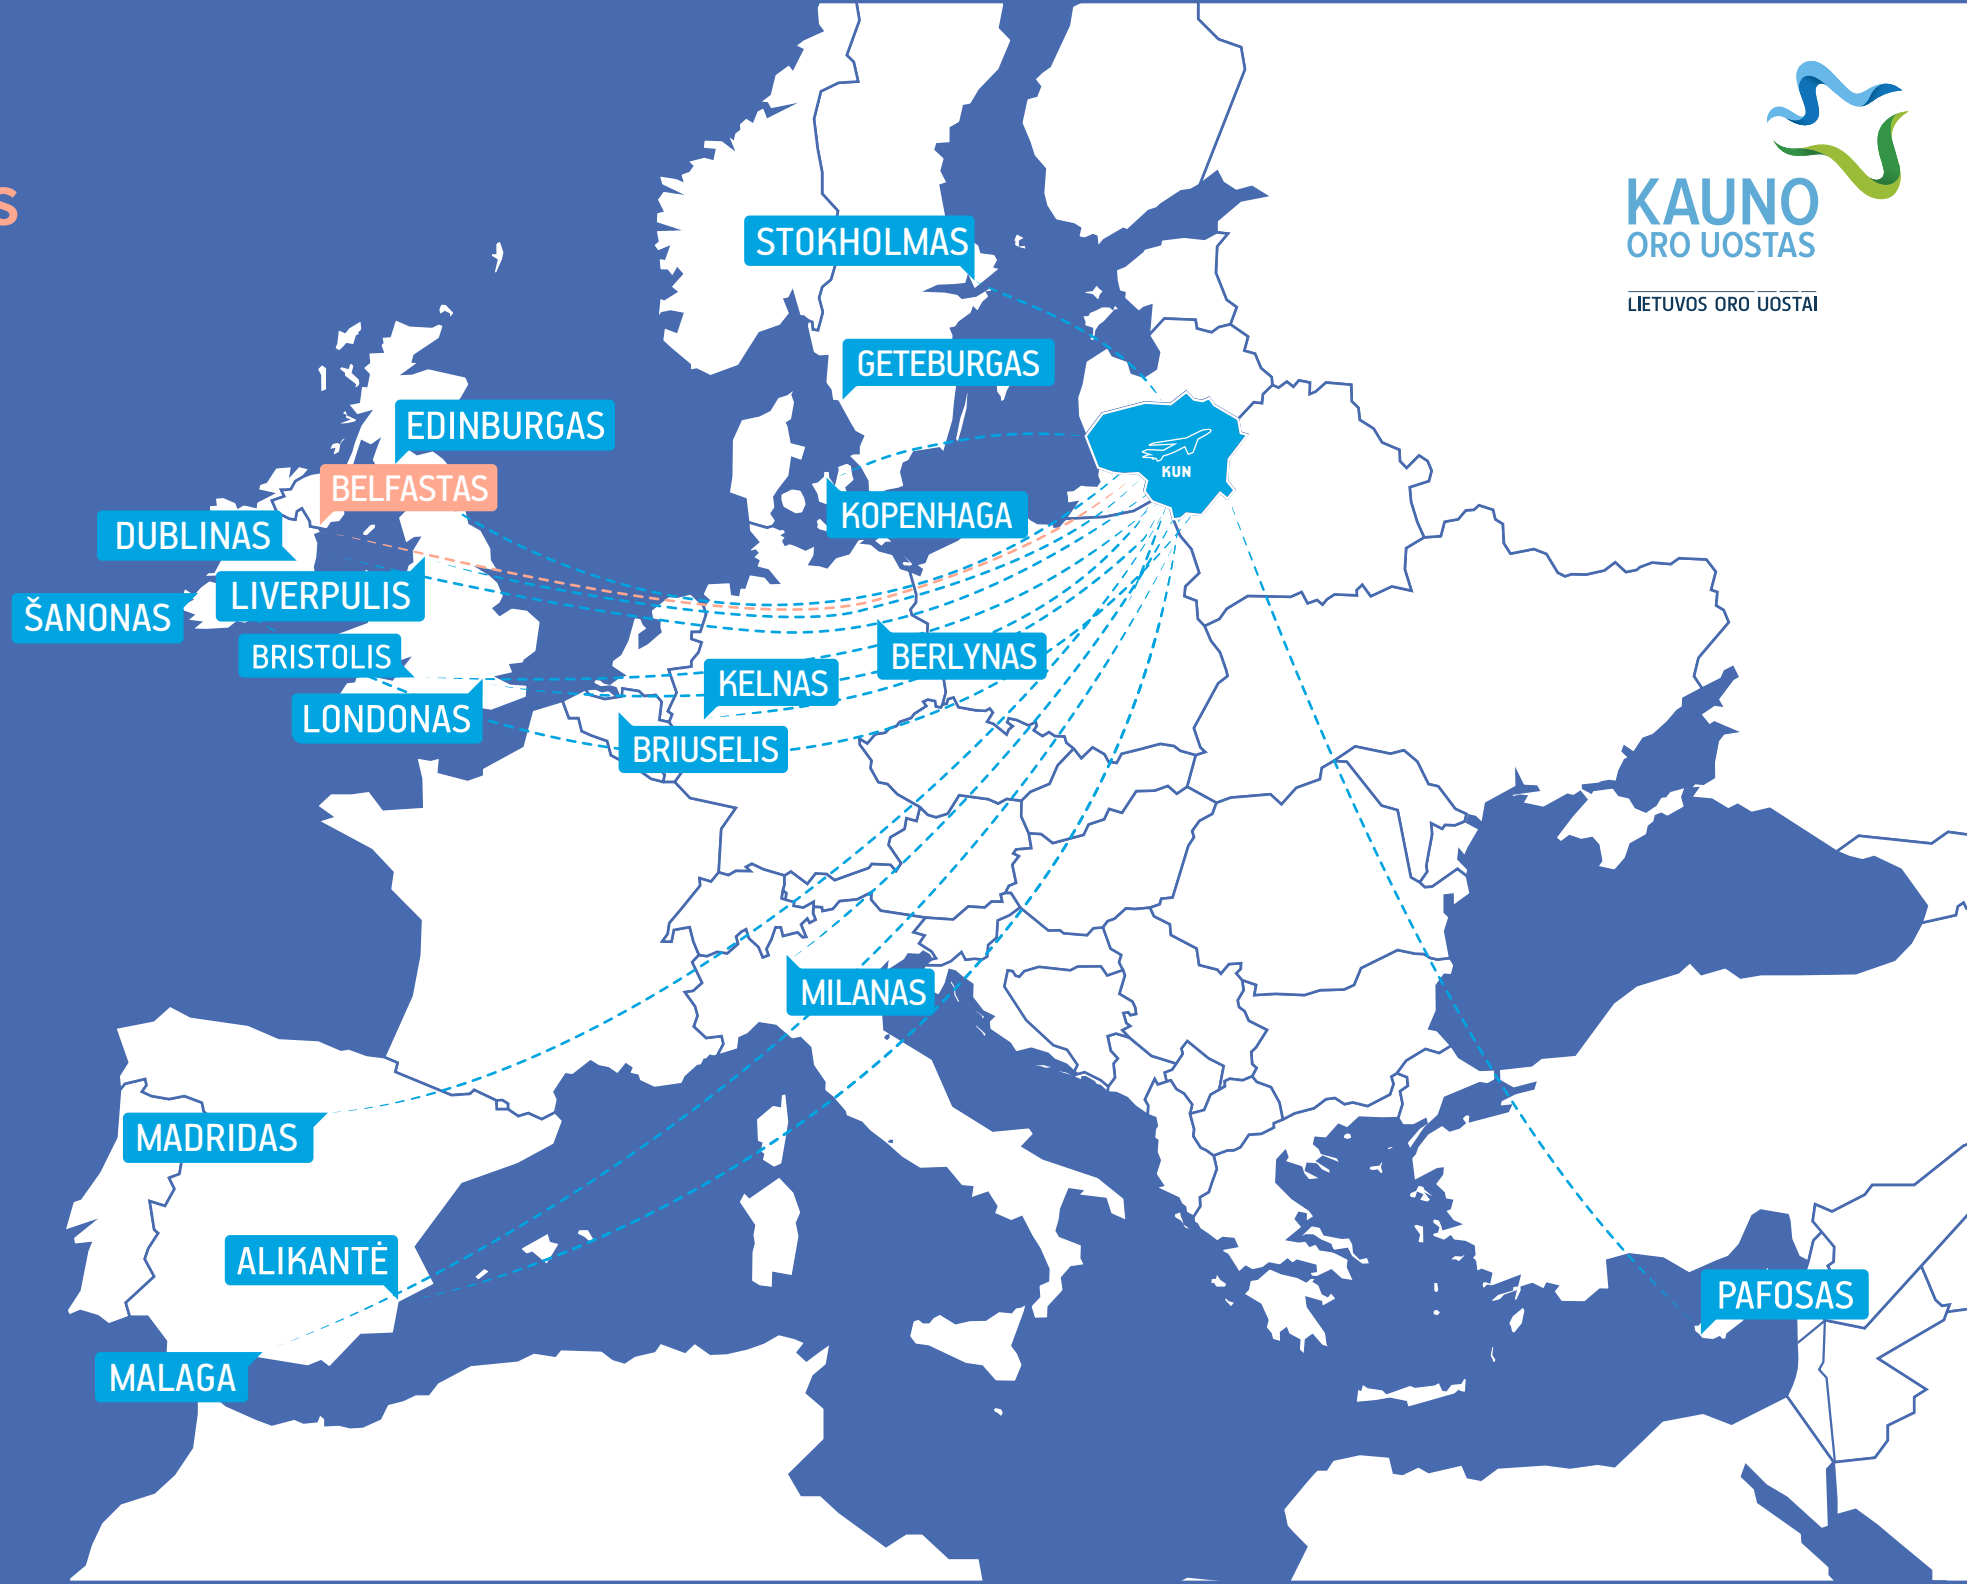 S
KAUNO
ORO UOSTAS
LIETUVOS ORO UOSTAI
STOKHOLMAS
GETEBURGAS
EDINBURGAS
BELFASTAS
KUN
DUBLINAS
KOPENHAGA
LIVERPULIS
ŠANONAS
BRISTOLIS
BERLYNAS
KELNAS
LONDONAS
BRIUSELIS
MILANAS
MADRIDAS
ALIKANTĖ
PAFOSAS
MALAGA